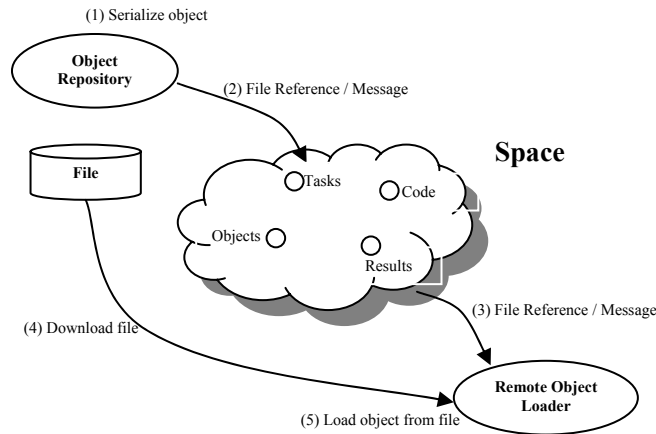 (1) Serialize object
Object
Repository
(2) File Reference / Message
Space
File
Tasks
Code
Objects
Results
(3) File Reference / Message
(4) Download file
Remote Object
Loader
(5) Load object from file